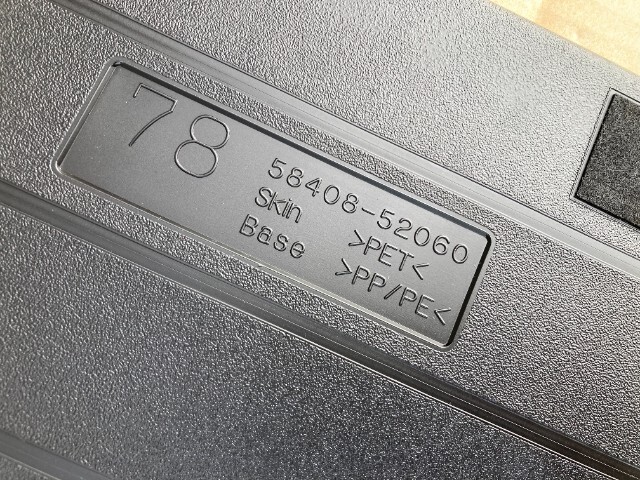 78
58408-52060
Skin >PET<
Base >PP/PE<